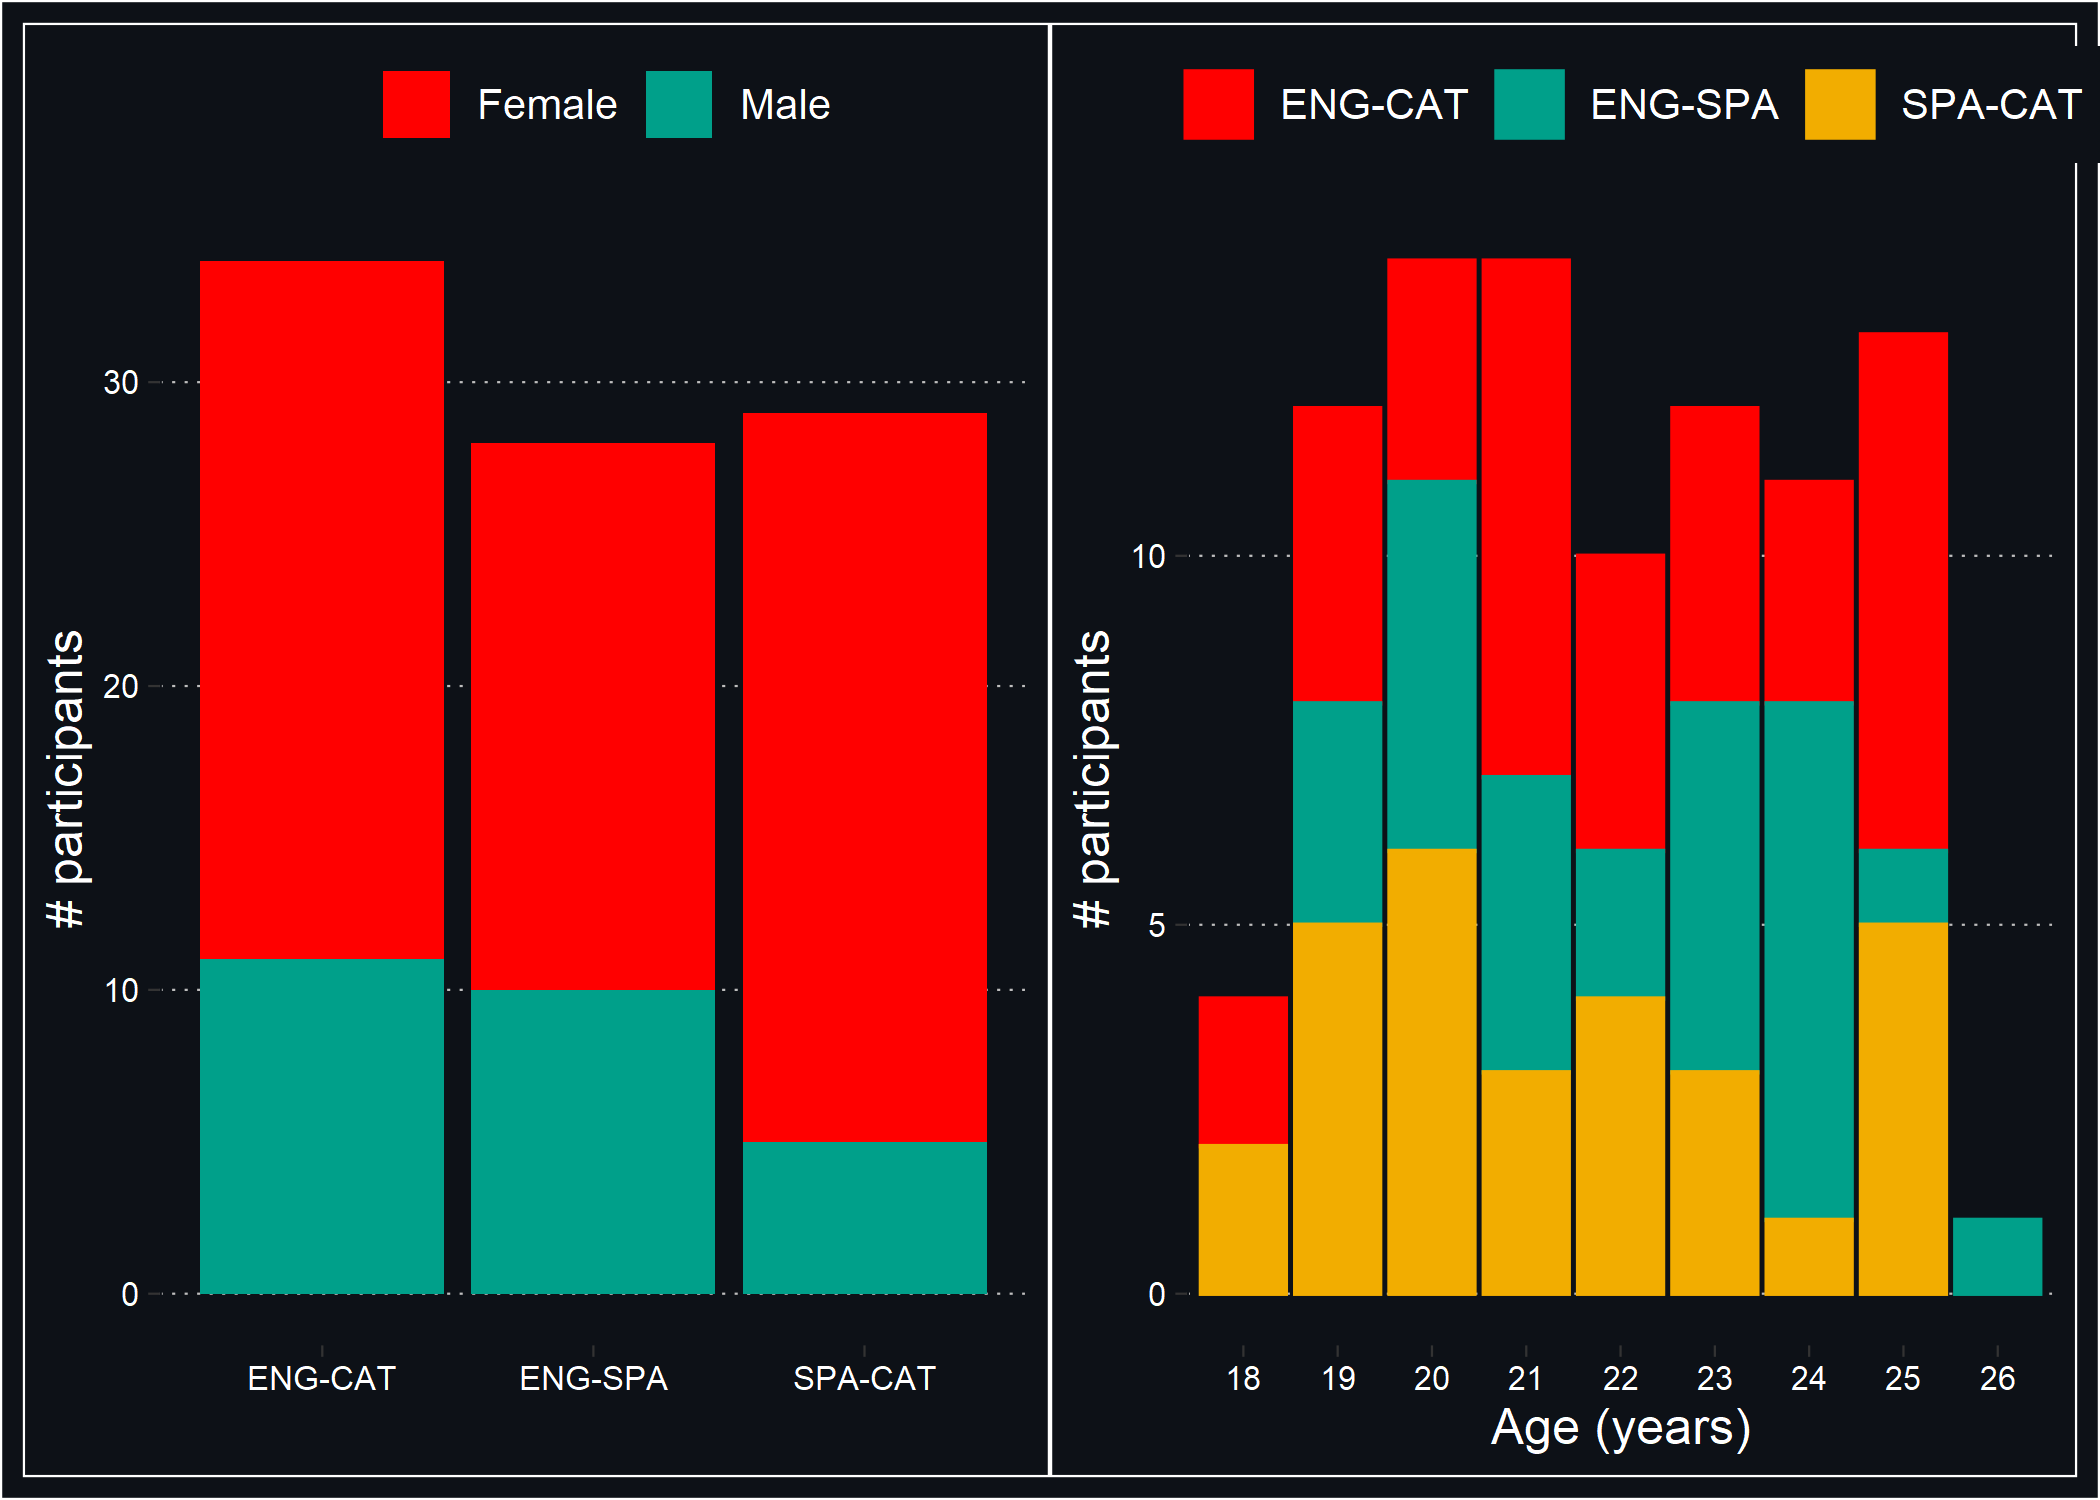 Female Male
# participants
30
20
10
0
ENG-CAT ENG-SPA SPA-CAT
ENG-CAT ENG-SPA SPA-CAT
# participants
10
5
0
18 19 20 21 22 23 24 25 26
Age (years)